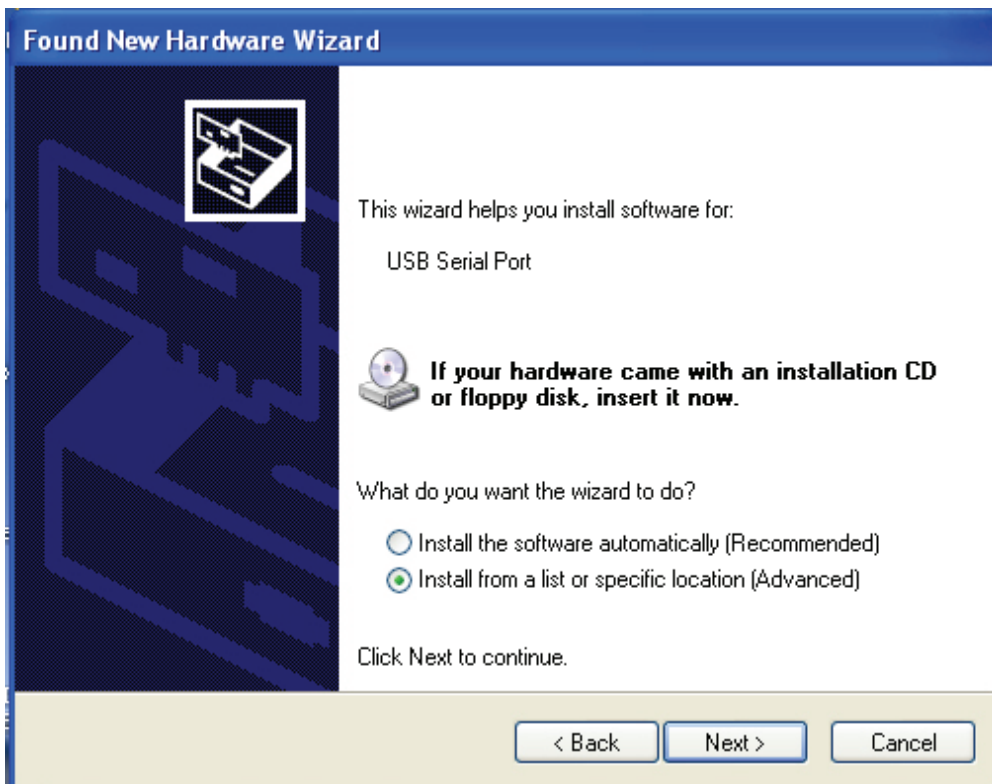 Found New Hardware Wizard
This wizard helps you install software for:
USB Serial Port
If your hardware came with an installation CD
or floppy disk, insert it now.
What do you want the wizard to do?
Install the software automatically (Recommended)
Install from a list or specific location (Advanced)
Click Next to continue.
< Back
Next >
Cancel